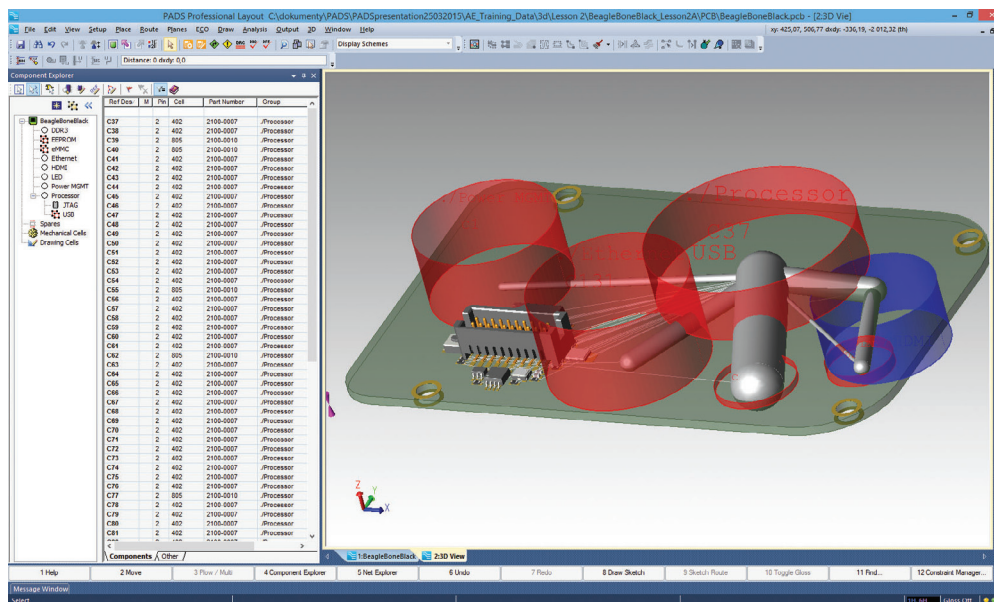 PADS Professional Layout C:\dokumenty\PADS\PADSpresentation25032015\AE_Training_Data\3d\Lesson 2\BeagleBoneBlack_Lesson2A\PCB\BeagleBoneBlack.pcb - [2:3D Vie]
File Edit View Setup Place Route Planes ECO Draw Analysis Output 3D Window Help
xy: 425,07, 506,77 dxdy: -336,19, -2 012,32 (th)
Display Schemes
Distance: 0 dxdy: 0,0
Component Explorer
BeagleBoneBlack
DDR3
EEPROM
eMMC
Ethernet
HDMI
LED
Power MGMT
Processor
JTAG
USB
Spares
Mechanical Cells
Drawing Cells
Ref Des M Pin Cell Part Number Group
C37 2 402 2100-0007 /Processor
C38 2 402 2100-0007 /Processor
C39 2 805 2100-0010 /Processor
C40 2 805 2100-0010 /Processor
C41 2 402 2100-0007 /Processor
C42 2 402 2100-0007 /Processor
C43 2 402 2100-0007 /Processor
C44 2 402 2100-0007 /Processor
C45 2 402 2100-0007 /Processor
C46 2 402 2100-0007 /Processor
C47 2 402 2100-0007 /Processor
C48 2 402 2100-0007 /Processor
C49 2 402 2100-0007 /Processor
C50 2 402 2100-0007 /Processor
C51 2 402 2100-0007 /Processor
C52 2 402 2100-0007 /Processor
C53 2 402 2100-0007 /Processor
C54 2 402 2100-0007 /Processor
C55 2 805 2100-0010 /Processor
C56 2 402 2100-0007 /Processor
C57 2 402 2100-0007 /Processor
C58 2 402 2100-0007 /Processor
C59 2 402 2100-0007 /Processor
C60 2 402 2100-0007 /Processor
C61 2 402 2100-0007 /Processor
C62 2 805 2100-0010 /Processor
C63 2 402 2100-0007 /Processor
C64 2 402 2100-0007 /Processor
C65 2 402 2100-0007 /Processor
C66 2 402 2100-0007 /Processor
C67 2 402 2100-0007 /Processor
C68 2 402 2100-0007 /Processor
C69 2 402 2100-0007 /Processor
C70 2 402 2100-0007 /Processor
C71 2 402 2100-0007 /Processor
C72 2 402 2100-0007 /Processor
C73 2 402 2100-0007 /Processor
C74 2 402 2100-0007 /Processor
C75 2 402 2100-0007 /Processor
C76 2 402 2100-0007 /Processor
C77 2 805 2100-0010 /Processor
C78 2 402 2100-0007 /Processor
C79 2 402 2100-0007 /Processor
C80 2 402 2100-0007 /Processor
C81 2 402 2100-0007 /Processor
Components Other
/Processor
C37
USB
Z Y X
1:BeagleBoneBlack 2:3D View
1 Help 2 Move 3 Plow / Multi 4 Component Explorer 5 Net Explorer 6 Undo 7 Redo 8 Draw Sketch 9 Sketch Route 10 Toggle Gloss 11 Find... 12 Constraint Manager...
Message Window
Select
Gloss Off